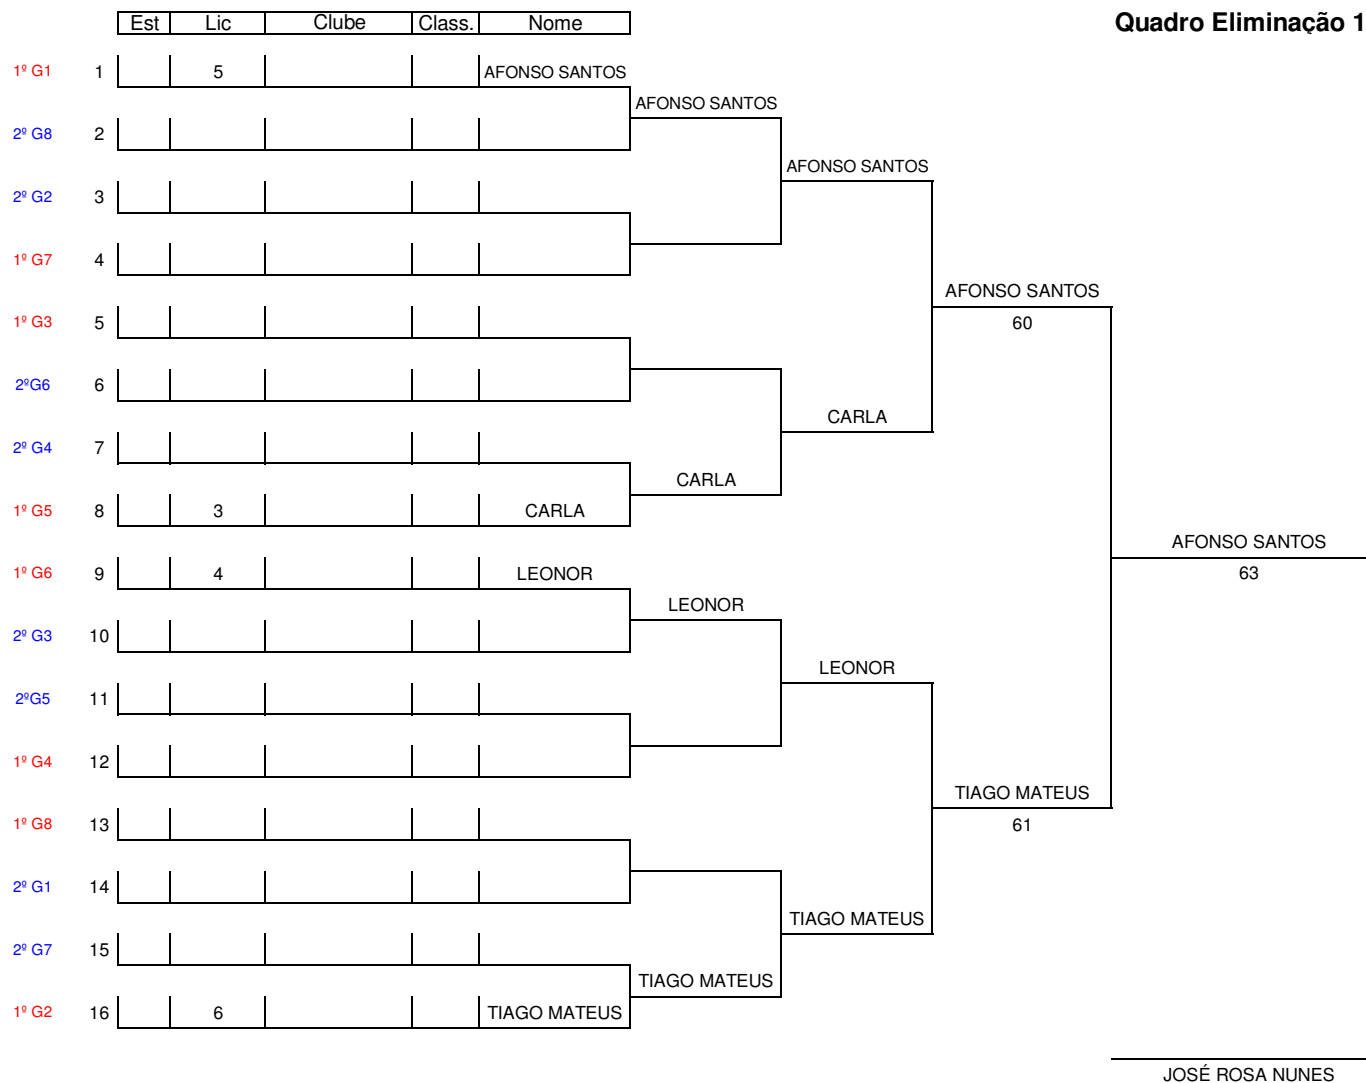 Est Lic Clube Class. Nome Quadro Eliminação 1
1º G1 1 5 AFONSO SANTOS
AFONSO SANTOS
2º G8 2
AFONSO SANTOS
2º G2 3
1º G7 4
AFONSO SANTOS
1º G3 5 60
2ºG6 6
CARLA
2º G4 7
CARLA
1º G5 8 3 CARLA
AFONSO SANTOS
1º G6 9 4 LEONOR 63
LEONOR
2º G3 10
LEONOR
2ºG5 11
1º G4 12
TIAGO MATEUS
1º G8 13 61
2º G1 14
TIAGO MATEUS
2º G7 15
TIAGO MATEUS
1º G2 16 6 TIAGO MATEUS
JOSÉ ROSA NUNES